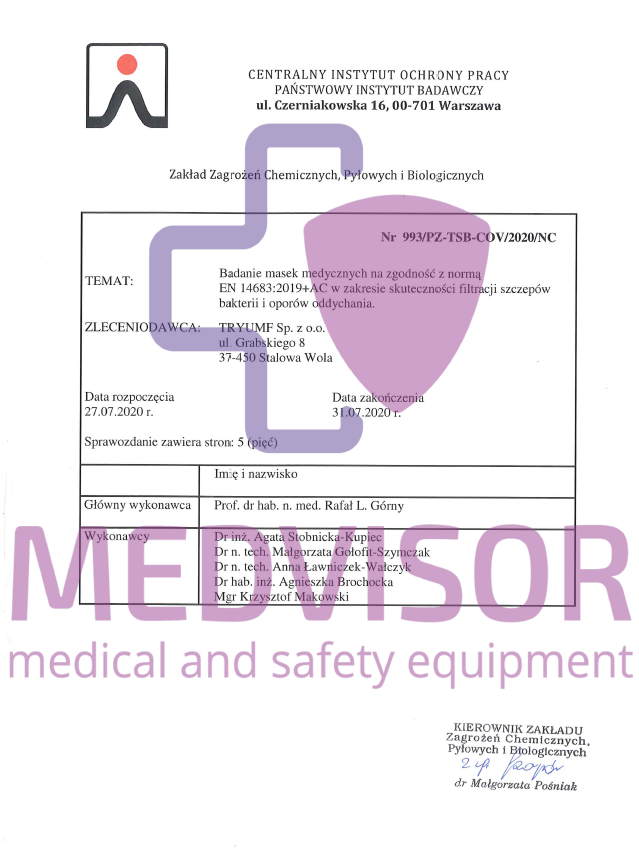 CENTRALNY INSTYTUT OCHRONY PRACY
PAŃSTWOWY INSTYTUT BADAWCZY
ul. Czerniakowska 16, 00-701 Warszawa
Zakład Zagrożeń Chemicznych, Pyłowych i Biologicznych
Nr 993/PZ-TSB-COV/2020/NC
TEMAT:
Badanie masek medycznych na zgodność z normą
EN 14683:2019+AC w zakresie skuteczności filtracji szczepów
bakterii i oporów oddychania.
ZLECENIODAWCA: TRYUMF Sp. z o.o.
ul. Grabskiego 8
37-450 Stalowa Wola
Data rozpoczęcia
27.07.2020 r.
Data zakończenia
31.07.2020 r.
Sprawozdanie zawiera stron: 5 (pięć)
Imię i nazwisko
Główny wykonawca Prof. dr hab. n. med. Rafał L. Górny
Wykonawcy Dr inż. Agata Stobnicka-Kupiec
Dr n. tech. Małgorzata Gołofit-Szymczak
Dr n. tech. Anna Ławniczek-Wałczyk
Dr hab. inż. Agnieszka Brochocka
Mgr Krzysztof Makowski
MEDVISOR
medical and safety equipment
KIEROWNIK ZAKŁADU
Zagrożeń Chemicznych,
Pyłowych i Biologicznych
dr Małgorzata Pośniak